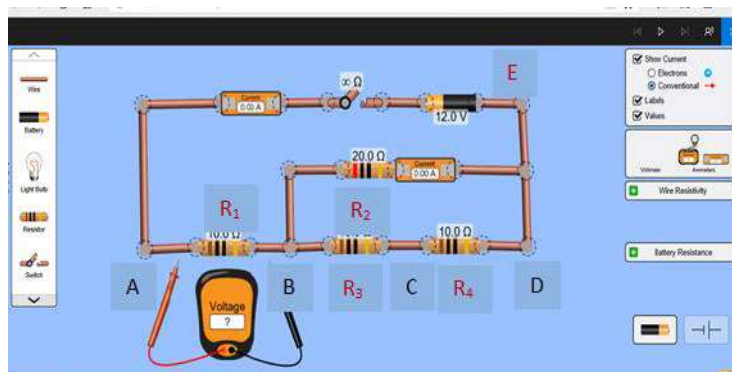 Show Current
Electrons
Conventional
Labels
Values
E
∞ Ω
Current
0.00 A
12.0 V
Wire
Battery
Light Bulb
Resistor
Switch
20.0 Ω
Current
0.00 A
Voltmeter
Ammeters
Wire Resistivity
Battery Resistance
R1
R2
10.0 Ω
10.0 Ω
A
B
R3
C
R4
D
Voltage
?